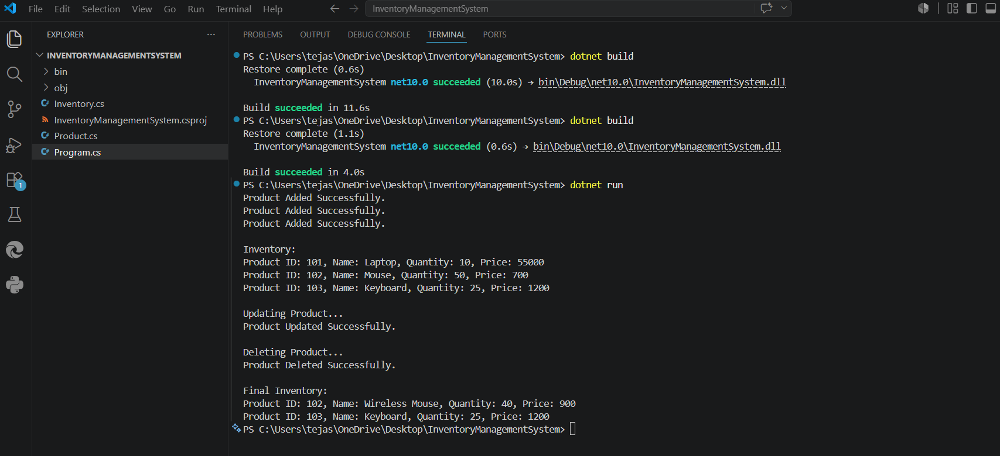 File Edit Selection View Go Run Terminal Help
InventoryManagementSystem
EXPLORER
INVENTORYMANAGEMENTSYSTEM
bin
obj
Inventory.cs
InventoryManagementSystem.csproj
Product.cs
Program.cs
1
PROBLEMS OUTPUT DEBUG CONSOLE TERMINAL PORTS
PS C:\Users\tejas\OneDrive\Desktop\InventoryManagementSystem> dotnet build
Restore complete (0.6s)
InventoryManagementSystem net10.0 succeeded (10.0s) → bin\Debug\net10.0\InventoryManagementSystem.dll
Build succeeded in 11.6s
PS C:\Users\tejas\OneDrive\Desktop\InventoryManagementSystem> dotnet build
Restore complete (1.1s)
InventoryManagementSystem net10.0 succeeded (0.6s) → bin\Debug\net10.0\InventoryManagementSystem.dll
Build succeeded in 4.0s
PS C:\Users\tejas\OneDrive\Desktop\InventoryManagementSystem> dotnet run
Product Added Successfully.
Product Added Successfully.
Product Added Successfully.
Inventory:
Product ID: 101, Name: Laptop, Quantity: 10, Price: 55000
Product ID: 102, Name: Mouse, Quantity: 50, Price: 700
Product ID: 103, Name: Keyboard, Quantity: 25, Price: 1200
Updating Product...
Product Updated Successfully.
Deleting Product...
Product Deleted Successfully.
Final Inventory:
Product ID: 102, Name: Wireless Mouse, Quantity: 40, Price: 900
Product ID: 103, Name: Keyboard, Quantity: 25, Price: 1200
PS C:\Users\tejas\OneDrive\Desktop\InventoryManagementSystem>